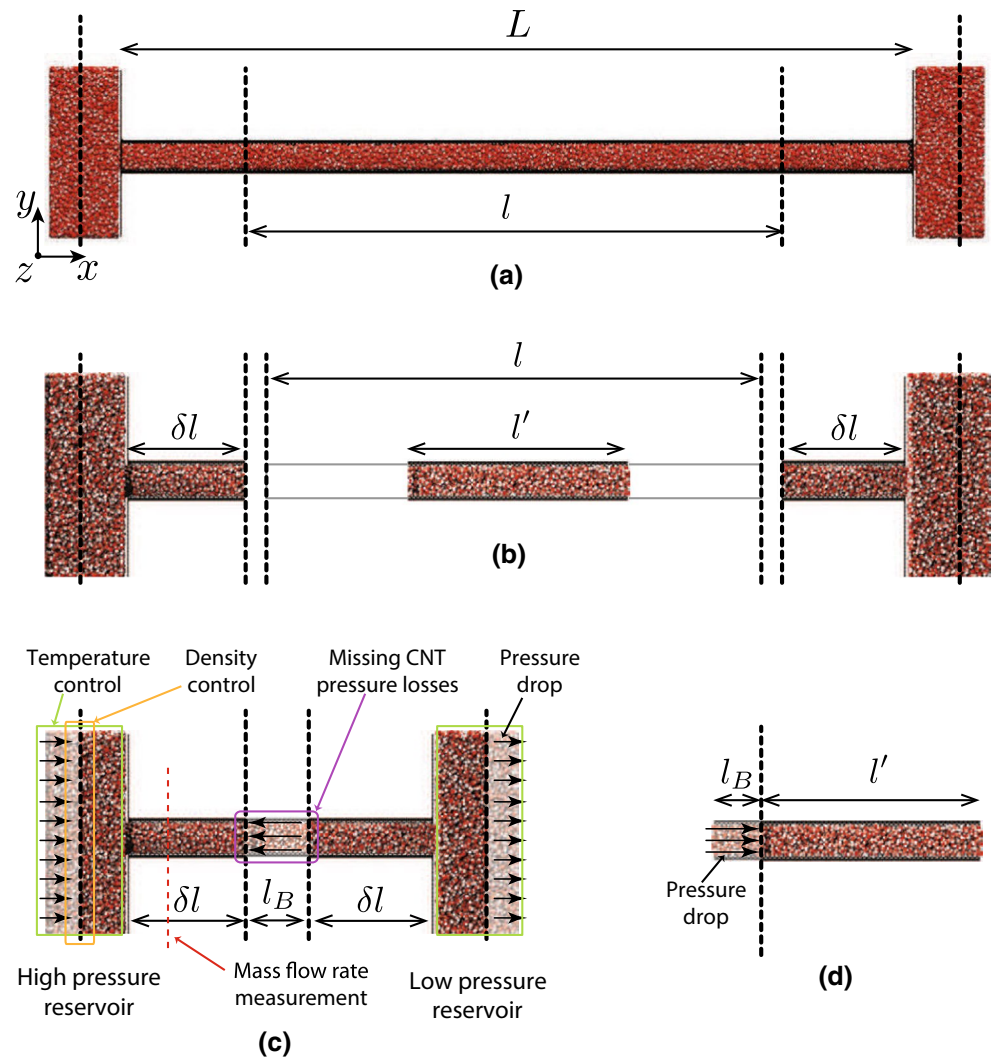 L
l
y
z
x
(a)
l
δl
l′
δl
(b)
Temperature
control
Density
control
Missing CNT
pressure losses
Pressure
drop
δl
l_B
δl
High pressure
reservoir
Mass flow rate
measurement
Low pressure
reservoir
(c)
l_B
l′
Pressure
drop
(d)